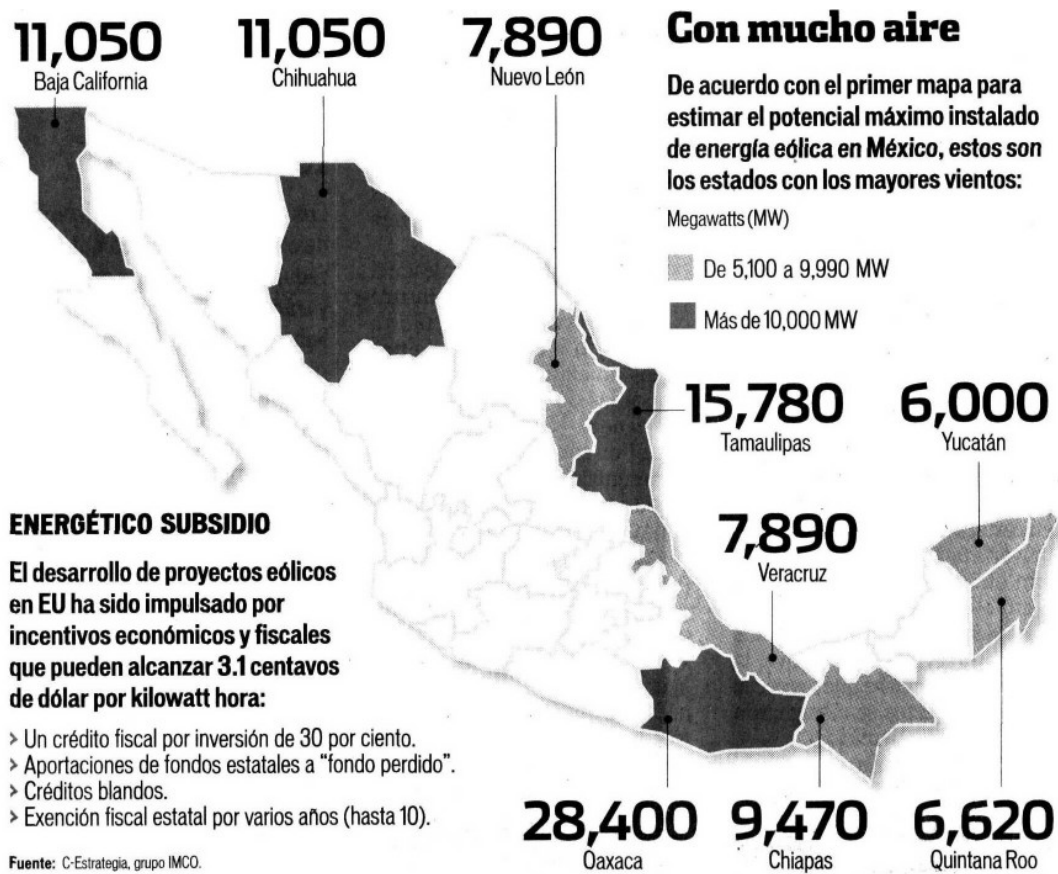 11,050
Baja California
11,050
Chihuahua
7,890
Nuevo León
Con mucho aire
De acuerdo con el primer mapa para
estimar el potencial máximo instalado
de energía eólica en México, estos son
los estados con los mayores vientos:
Megawatts (MW)
De 5,100 a 9,990 MW
Más de 10,000 MW
15,780
Tamaulipas
6,000
Yucatán
7,890
Veracruz
ENERGÉTICO SUBSIDIO
El desarrollo de proyectos eólicos
en EU ha sido impulsado por
incentivos económicos y fiscales
que pueden alcanzar 3.1 centavos
de dólar por kilowatt hora:
> Un crédito fiscal por inversión de 30 por ciento.
> Aportaciones de fondos estatales a “fondo perdido”.
> Créditos blandos.
> Exención fiscal estatal por varios años (hasta 10).
28,400
Oaxaca
9,470
Chiapas
6,620
Quintana Roo
Fuente: C-Estrategia, grupo IMCO.